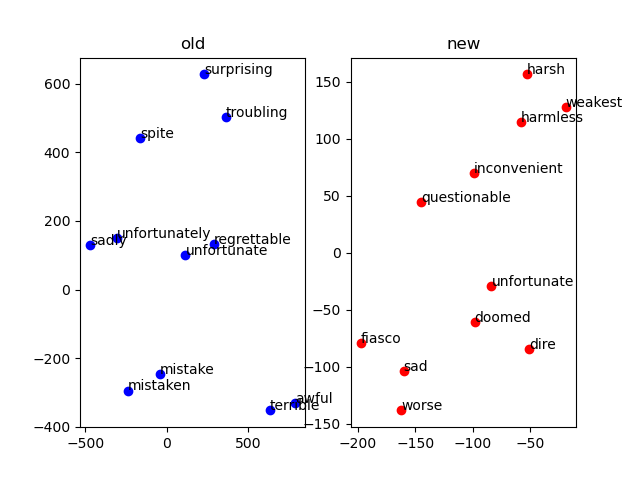 old
surprising
troubling
spite
unfortunately
sadly
regrettable
unfortunate
mistake
mistaken
terrible
awful
600
400
200
0
−200
−400
−500
0
500
new
harsh
weakest
harmless
inconvenient
questionable
unfortunate
doomed
fiasco
dire
sad
worse
150
100
50
0
−50
−100
−150
−200
−150
−100
−50